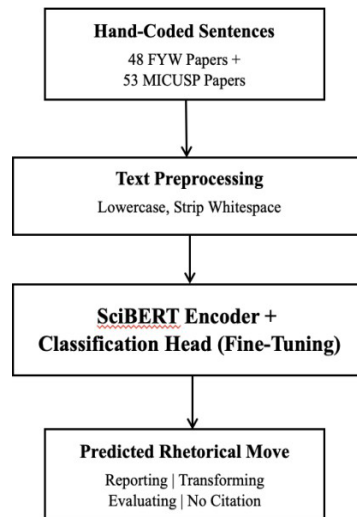 Hand-Coded Sentences
48 FYW Papers +
53 MICUSP Papers
Text Preprocessing
Lowercase, Strip Whitespace
SciBERT Encoder +
Classification Head (Fine-Tuning)
Predicted Rhetorical Move
Reporting | Transforming
Evaluating | No Citation